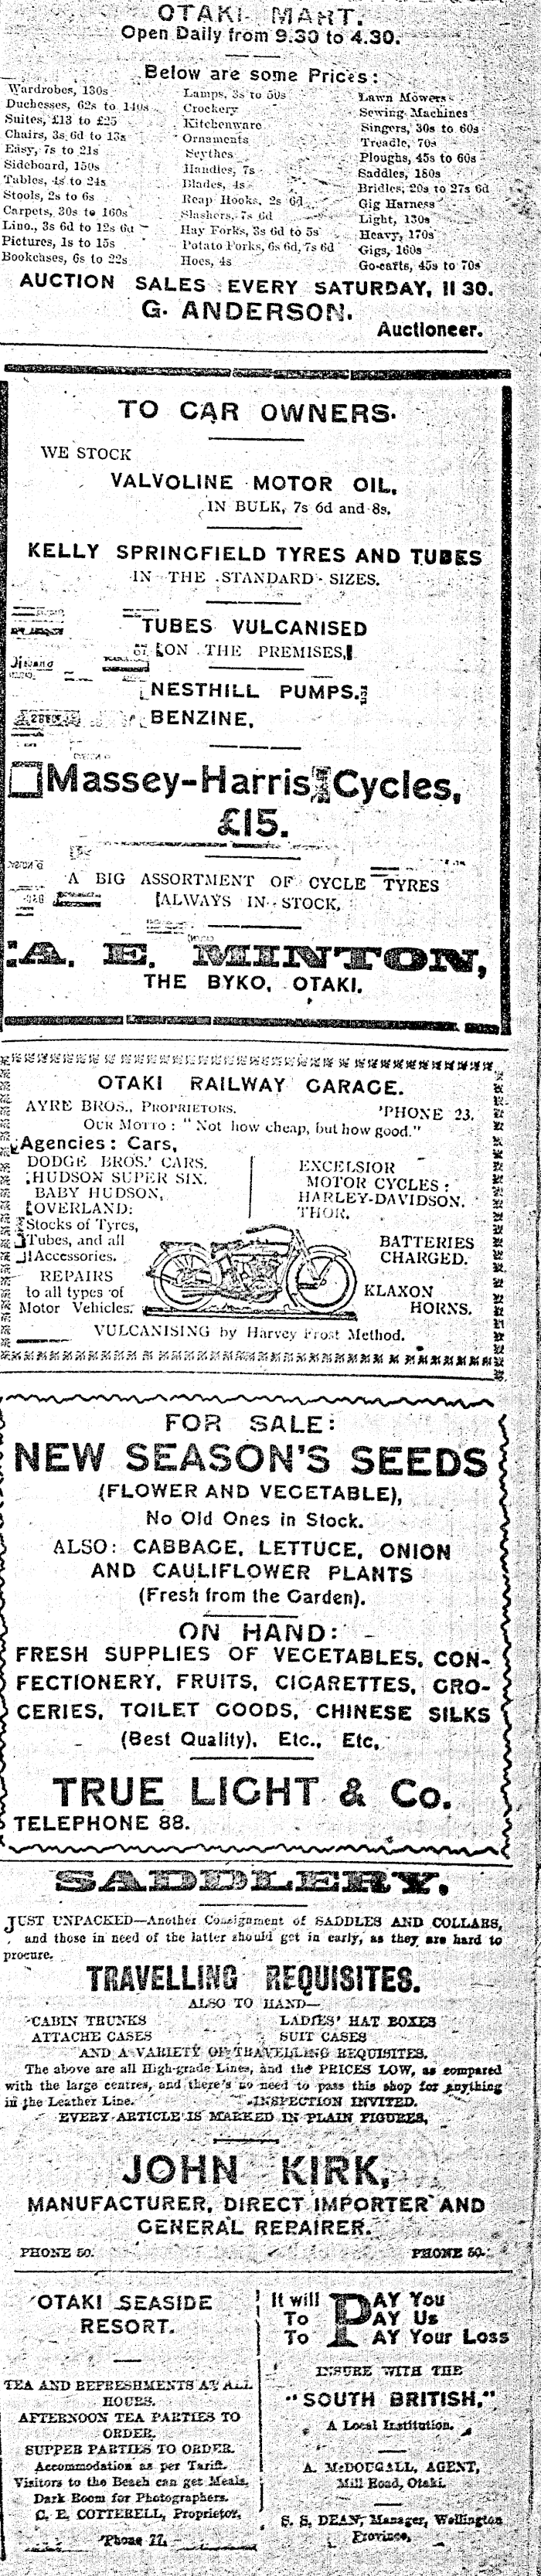 OTAKI MART.
Open Daily from 9.30 to 4.30.
Below are some Prices:
Wardrobes, 130s
Duchesses, 62s to 140s
Suites, £13 to £25
Chairs, 3s 6d to 13s
Easy, 7s to 21s
Sideboard, 150s
Tables, 4s to 24s
Stools, 2s to 6s
Carpets, 30s to 160s
Lino., 3s 6d to 12s 6d
Pictures, 1s to 15s
Bookcases, 6s to 22s
Lamps, 3s to 50s
Crockery
Kitchenware
Ornaments
Scythes
Handles, 7s
Blades, 4s
Reap Hooks, 2s 6d
Slashers, 7s 6d
Hay Forks, 3s 6d to 5s
Potato Forks, 6s 6d, 7s 6d
Hoes, 4s
Lawn Mowers
Sewing Machines
Singers, 30s to 60s
Treadle, 70s
Ploughs, 45s to 60s
Saddles, 150s
Bridles, 20s to 27s 6d
Gig Harness
Light, 130s
Heavy, 170s
Gigs, 160s
Go-carts, 45s to 70s
AUCTION SALES EVERY SATURDAY, 11 30.
G. ANDERSON.
Auctioneer.
TO CAR OWNERS.
WE STOCK
VALVOLINE MOTOR OIL,
IN BULK, 7s 6d and 8s.
KELLY SPRINGFIELD TYRES AND TUBES
IN THE STANDARD SIZES.
TUBES VULCANISED
ON THE PREMISES,
NESTHILL PUMPS.
BENZINE,
Massey-Harris Cycles,
£15.
A BIG ASSORTMENT OF CYCLE TYRES
ALWAYS IN STOCK,
A. E. MINTON,
THE BYKO, OTAKI.
OTAKI RAILWAY GARAGE.
AYRE BROS., PROPRIETORS. 'PHONE 23.
OUR MOTTO: "Not how cheap, but how good."
Agencies: Cars,
DODGE BROS.' CARS.
HUDSON SUPER SIX.
BABY HUDSON,
OVERLAND:
Stocks of Tyres,
Tubes, and all
Accessories.
REPAIRS
to all types of
Motor Vehicles.
EXCELSIOR
MOTOR CYCLES:
HARLEY-DAVIDSON.
THOR.
BATTERIES
CHARGED.
KLAXON
HORNS.
VULCANISING by Harvey Frost Method.
FOR SALE:
NEW SEASON'S SEEDS
(FLOWER AND VEGETABLE),
No Old Ones in Stock.
ALSO: CABBAGE, LETTUCE, ONION
AND CAULIFLOWER PLANTS
(Fresh from the Garden).
ON HAND:
FRESH SUPPLIES OF VEGETABLES, CON-
FECTIONERY, FRUITS, CIGARETTES, GRO-
CERIES, TOILET GOODS, CHINESE SILKS
(Best Quality), Etc., Etc,
TRUE LIGHT & Co.
TELEPHONE 88.
SADDLERY.
JUST UNPACKED—Another Consignment of SADDLES AND COLLARS,
and those in need of the latter should get in early, as they are hard to
procure.
TRAVELLING REQUISITES.
ALSO TO HAND—
CABIN TRUNKS LADIES' HAT BOXES
ATTACHE CASES SUIT CASES
AND A VARIETY OF TRAVELLING REQUISITES.
The above are all High-grade Lines, and the PRICES LOW, as compared
with the large centres, and there's no need to pass this shop for anything
in the Leather Line. INSPECTION INVITED.
EVERY ARTICLE IS MARKED IN PLAIN FIGURES,
JOHN KIRK,
MANUFACTURER, DIRECT IMPORTER AND
GENERAL REPAIRER.
PHONE 50. PHONE 50.
OTAKI SEASIDE
RESORT.
TEA AND REFRESHMENTS AT ALL
HOURS.
AFTERNOON TEA PARTIES TO
ORDER.
SUPPER PARTIES TO ORDER.
Accommodation as per Tariff.
Visitors to the Beach can get Meals.
Dark Room for Photographers.
C. E. COTTERELL, Proprietor.
'Phone 77.
It will PAY You
To PAY Us
To PAY Your Loss
INSURE WITH THE
"SOUTH BRITISH,"
A Local Institution.
A. McDOUGALL, AGENT,
Mill Road, Otaki.
S. S. DEAN, Manager, Wellington
Province,